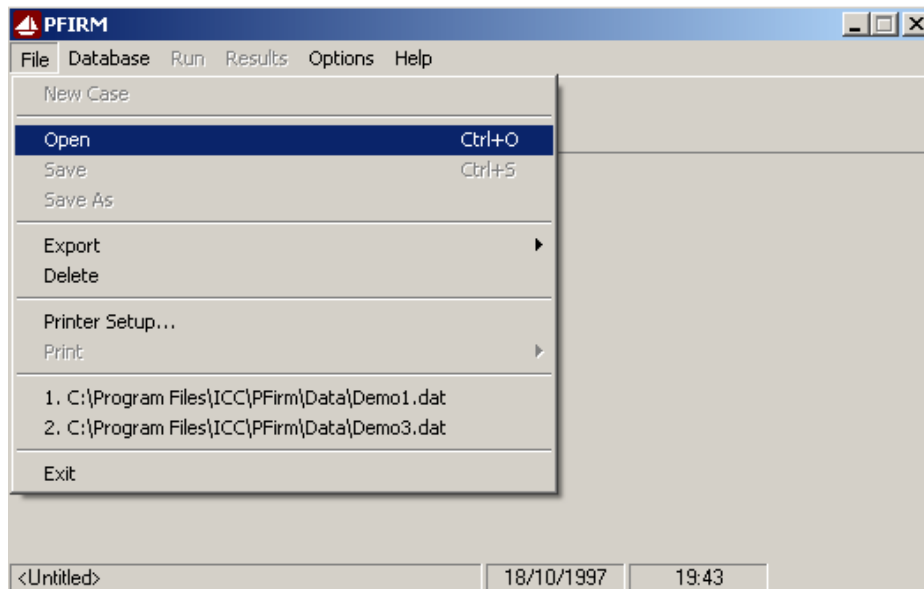 PFIRM
File Database Run Results Options Help
New Case
Open Ctrl+O
Save Ctrl+S
Save As
Export
Delete
Printer Setup...
Print
1. C:\Program Files\ICC\PFirm\Data\Demo1.dat
2. C:\Program Files\ICC\PFirm\Data\Demo3.dat
Exit
<Untitled> 18/10/1997 19:43